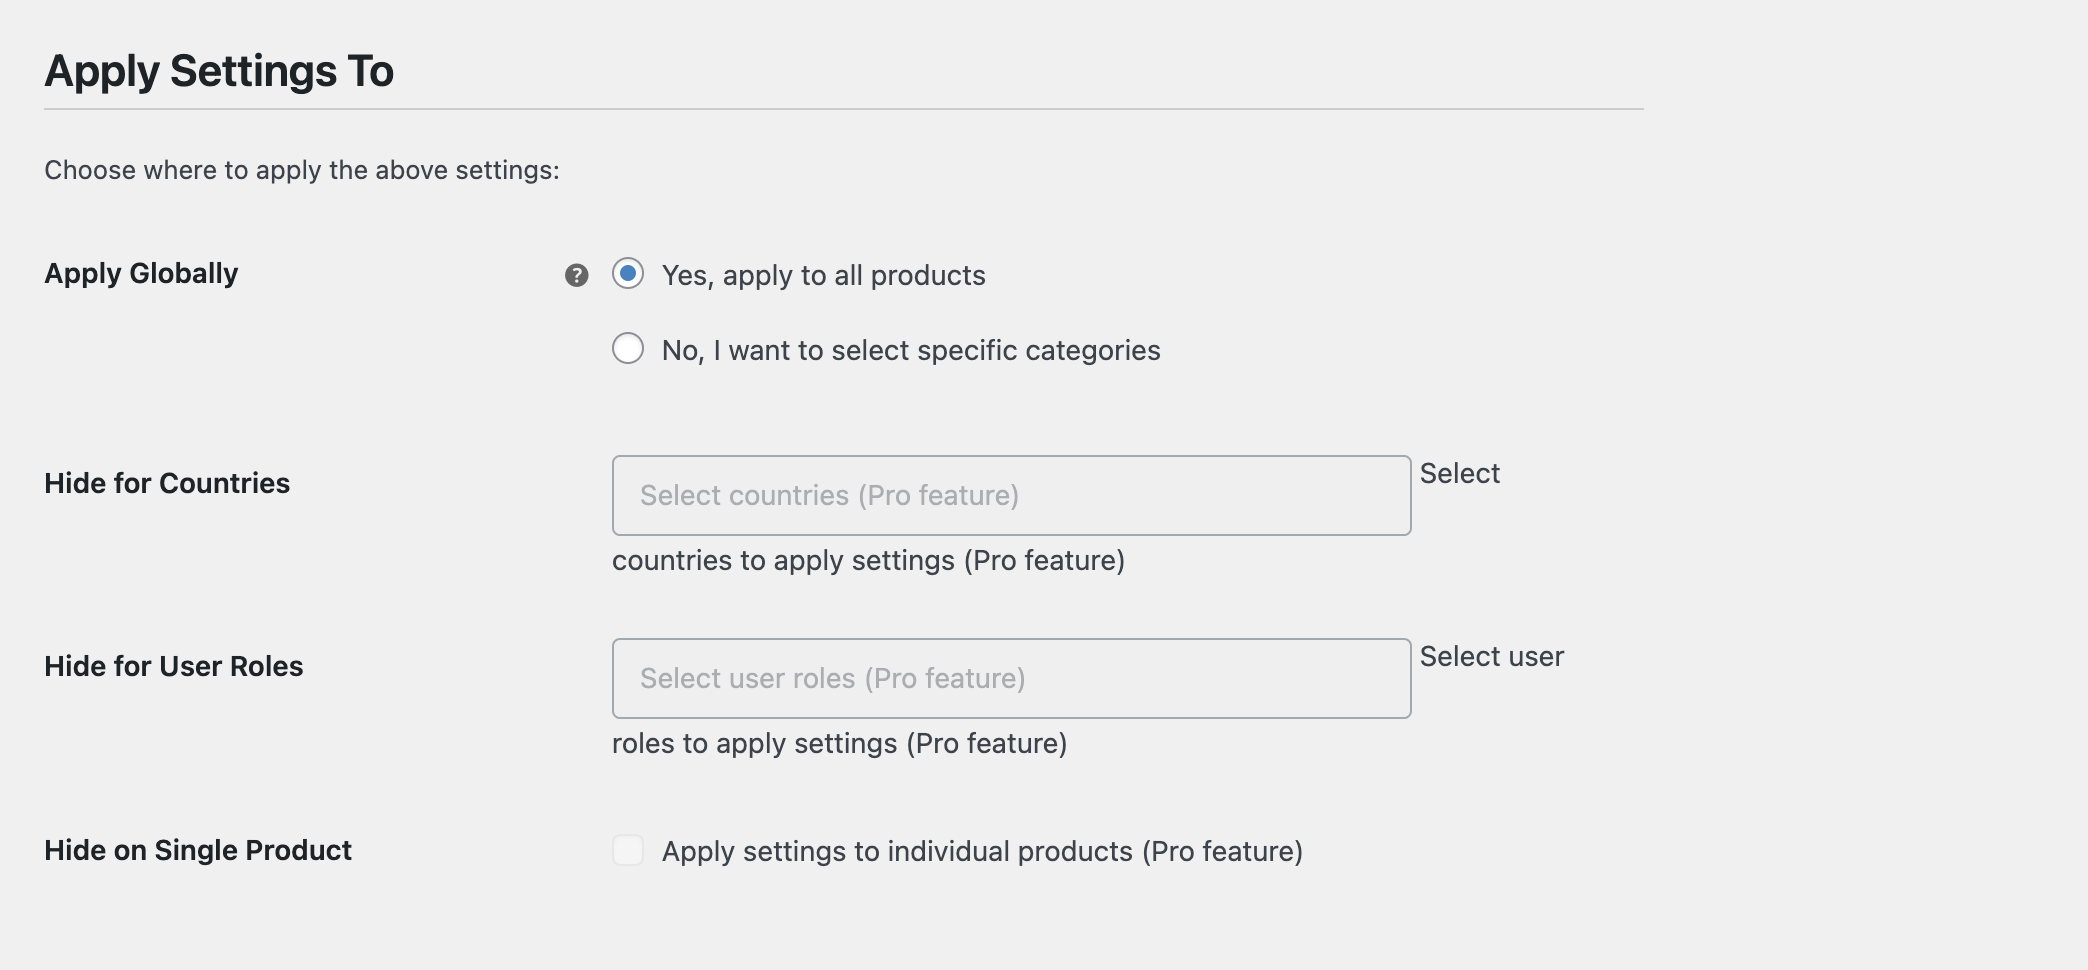 Apply Settings To
Choose where to apply the above settings:
Apply Globally
? Yes, apply to all products
No, I want to select specific categories
Hide for Countries
Select countries (Pro feature)
Select
countries to apply settings (Pro feature)
Hide for User Roles
Select user roles (Pro feature)
Select user
roles to apply settings (Pro feature)
Hide on Single Product
Apply settings to individual products (Pro feature)